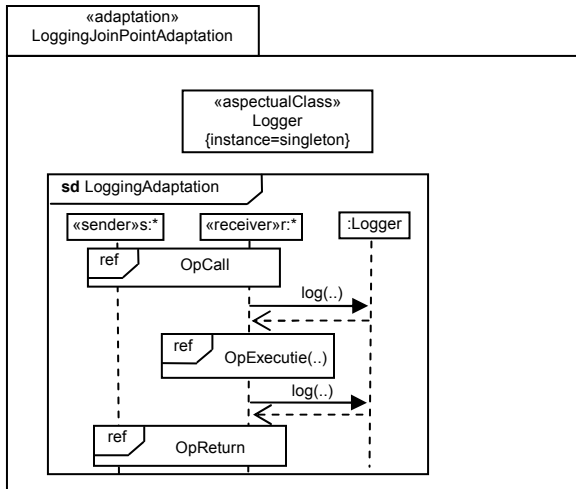 «adaptation»
LoggingJoinPointAdaptation
«aspectualClass»
Logger
{instance=singleton}
sd LoggingAdaptation
«sender»s:*
«receiver»r:*
:Logger
ref
OpCall
log(..)
ref
OpExecutie(..)
log(..)
ref
OpReturn